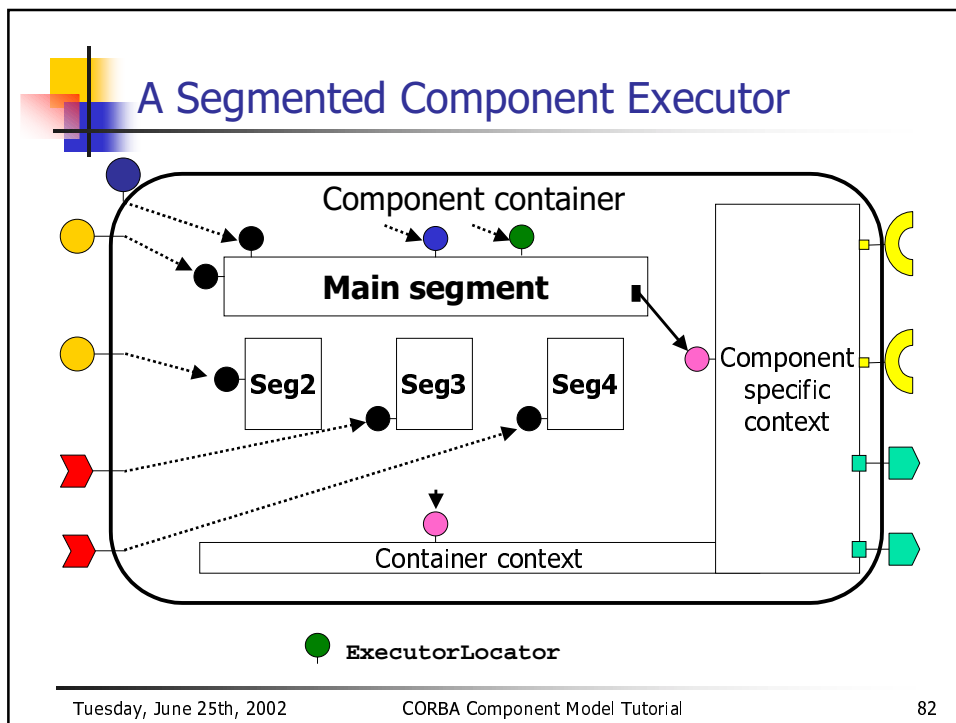 A Segmented Component Executor
Component container
Main segment
Seg2
Seg3
Seg4
Component
specific
context
Container context
ExecutorLocator
Tuesday, June 25th, 2002
CORBA Component Model Tutorial
82